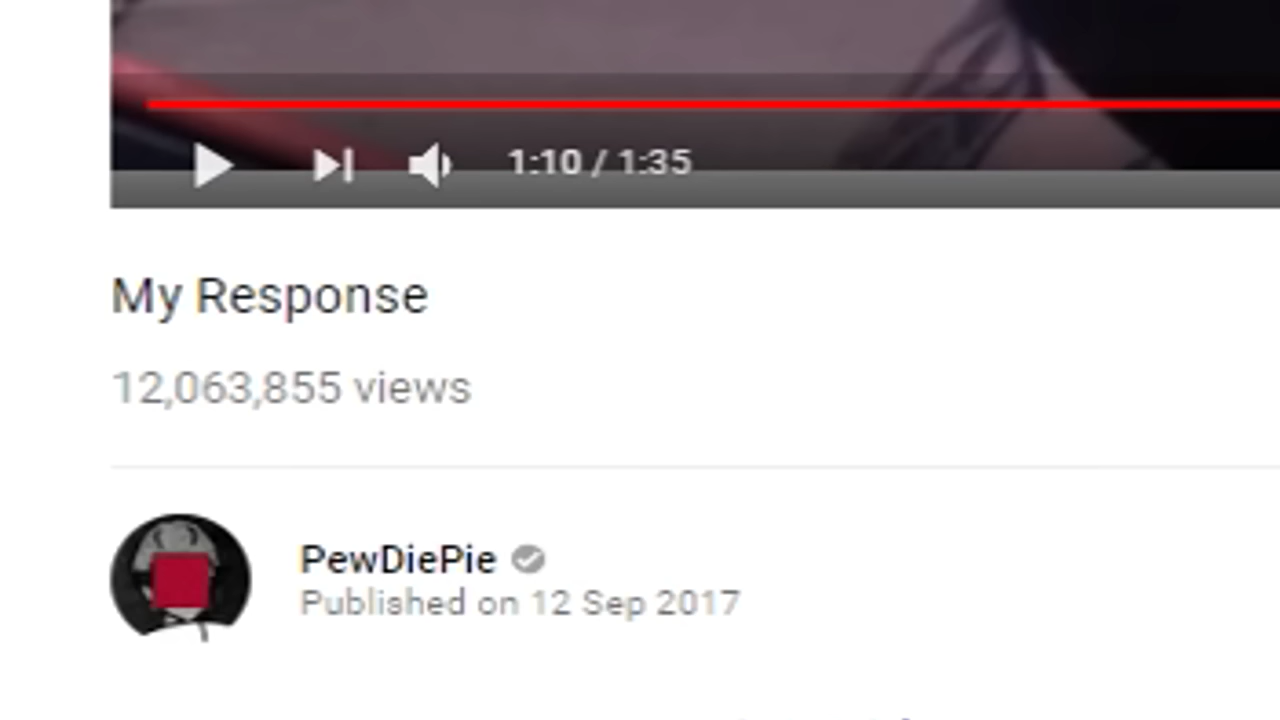 1:10 / 1:35
My Response
12,063,855 views
PewDiePie
Published on 12 Sep 2017